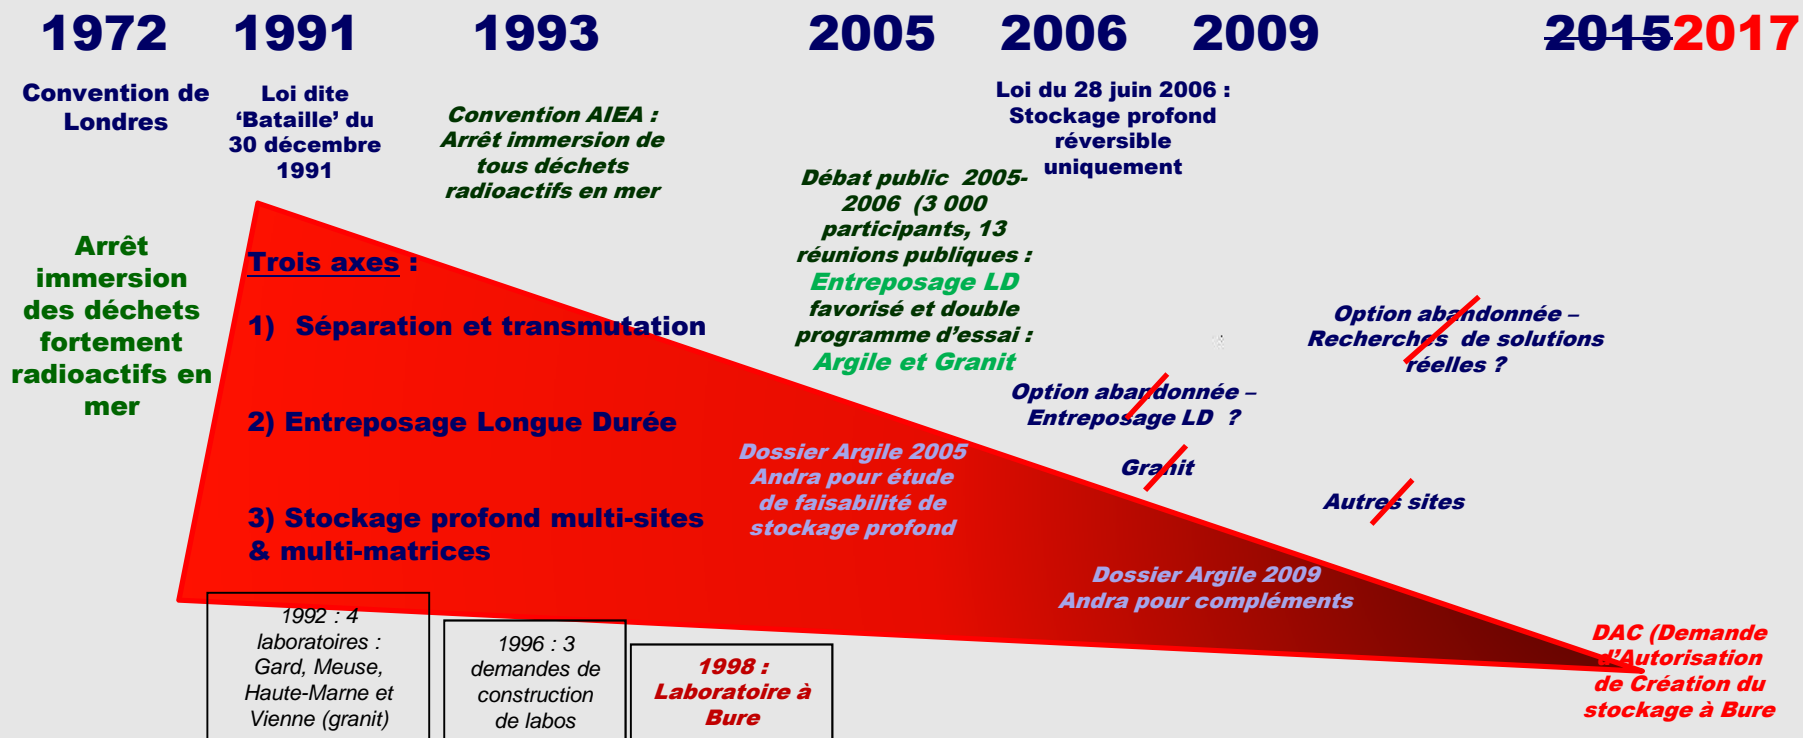 1972
1991
1993
2005
2006
2009
20152017
Convention de
Londres
Loi dite
‘Bataille’ du
30 décembre
1991
Convention AIEA :
Arrêt immersion de
tous déchets
radioactifs en mer
Débat public 2005-
2006 (3 000
participants, 13
réunions publiques :
Entreposage LD
favorisé et double
programme d’essai :
Argile et Granit
Loi du 28 juin 2006 :
Stockage profond
réversible
uniquement
Arrêt
immersion
des déchets
fortement
radioactifs en
mer
Trois axes :
1) Séparation et transmutation
2) Entreposage Longue Durée
3) Stockage profond multi-sites
& multi-matrices
Option abandonnée –
Entreposage LD ?
Granit
Option abandonnée –
Recherches de solutions
réelles ?
Autres sites
Dossier Argile 2005
Andra pour étude
de faisabilité de
stockage profond
Dossier Argile 2009
Andra pour compléments
1992 : 4
laboratoires :
Gard, Meuse,
Haute-Marne et
Vienne (granit)
1996 : 3
demandes de
construction
de labos
1998 :
Laboratoire à
Bure
DAC (Demande
d’Autorisation
de Création du
stockage à Bure